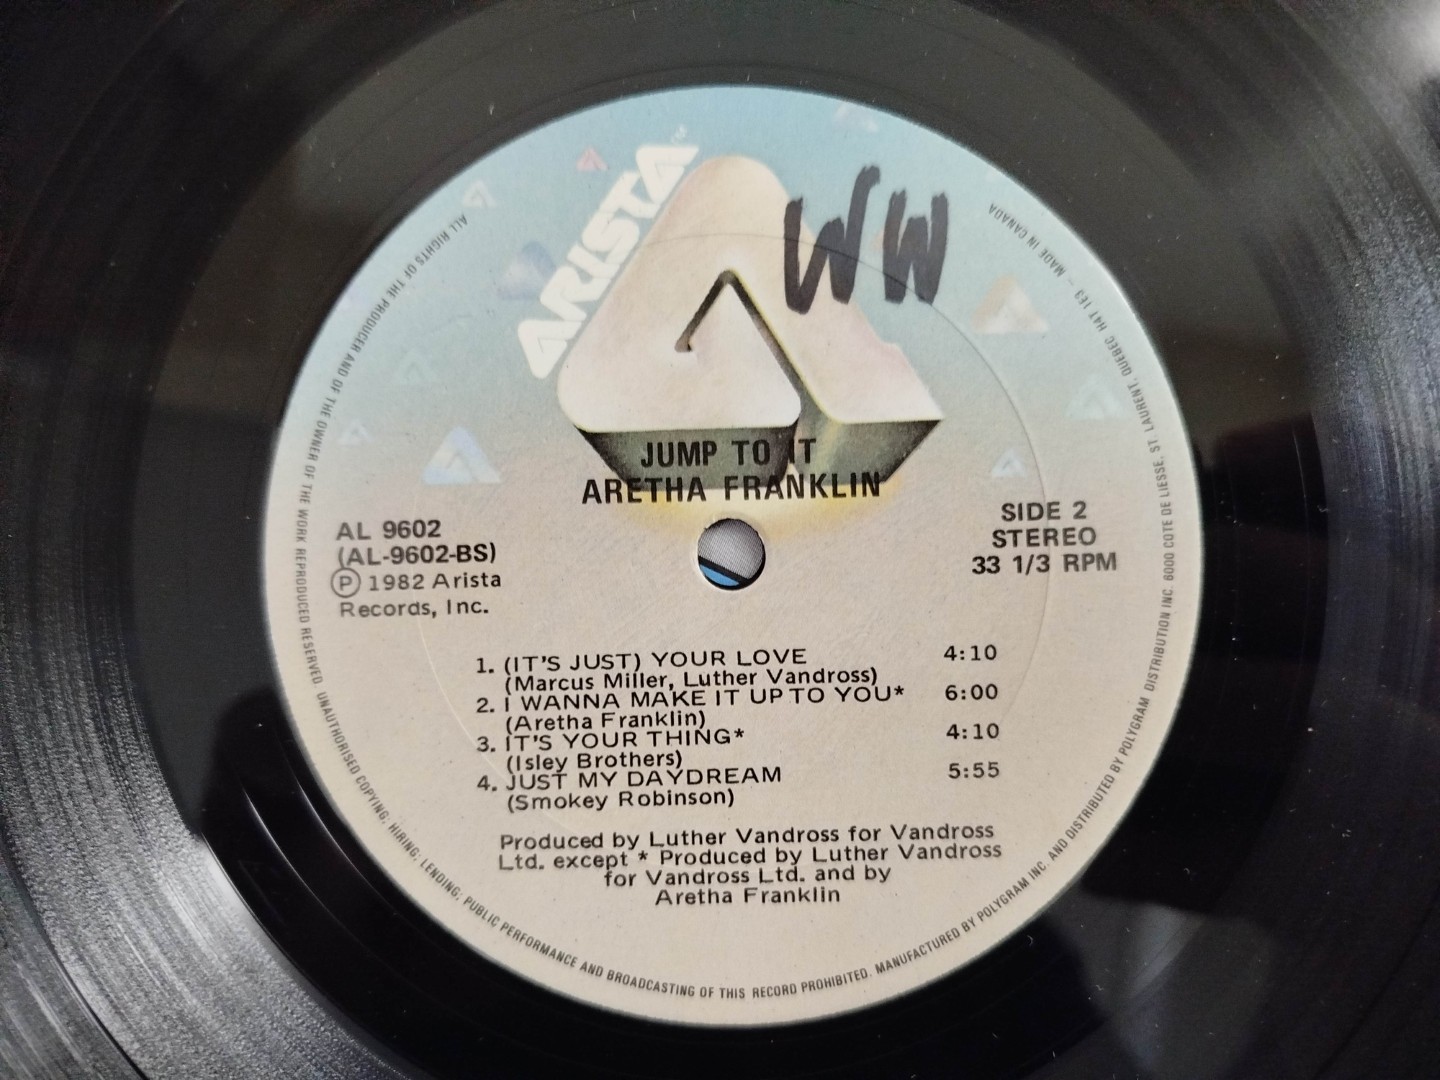 ARISTA
TM
WW
JUMP TO IT
ARETHA FRANKLIN
AL 9602
(AL-9602-BS)
Ⓟ 1982 Arista
Records, Inc.
SIDE 2
STEREO
33 1/3 RPM
1. (IT'S JUST) YOUR LOVE 4:10
(Marcus Miller, Luther Vandross)
2. I WANNA MAKE IT UP TO YOU* 6:00
(Aretha Franklin)
3. IT'S YOUR THING* 4:10
(Isley Brothers)
4. JUST MY DAYDREAM 5:55
(Smokey Robinson)
Produced by Luther Vandross for Vandross
Ltd. except * Produced by Luther Vandross
for Vandross Ltd. and by
Aretha Franklin
ALL RIGHTS OF THE PRODUCER AND OF THE OWNER OF THE WORK REPRODUCED RESERVED. UNAUTHORISED COPYING, HIRING, LENDING, PUBLIC PERFORMANCE AND BROADCASTING OF THIS RECORD PROHIBITED. MANUFACTURED BY POLYGRAM INC. AND DISTRIBUTED BY POLYGRAM DISTRIBUTION INC. 6000 COTE DE LIESSE, ST. LAURENT, QUEBEC H4T 1E3 – MADE IN CANADA